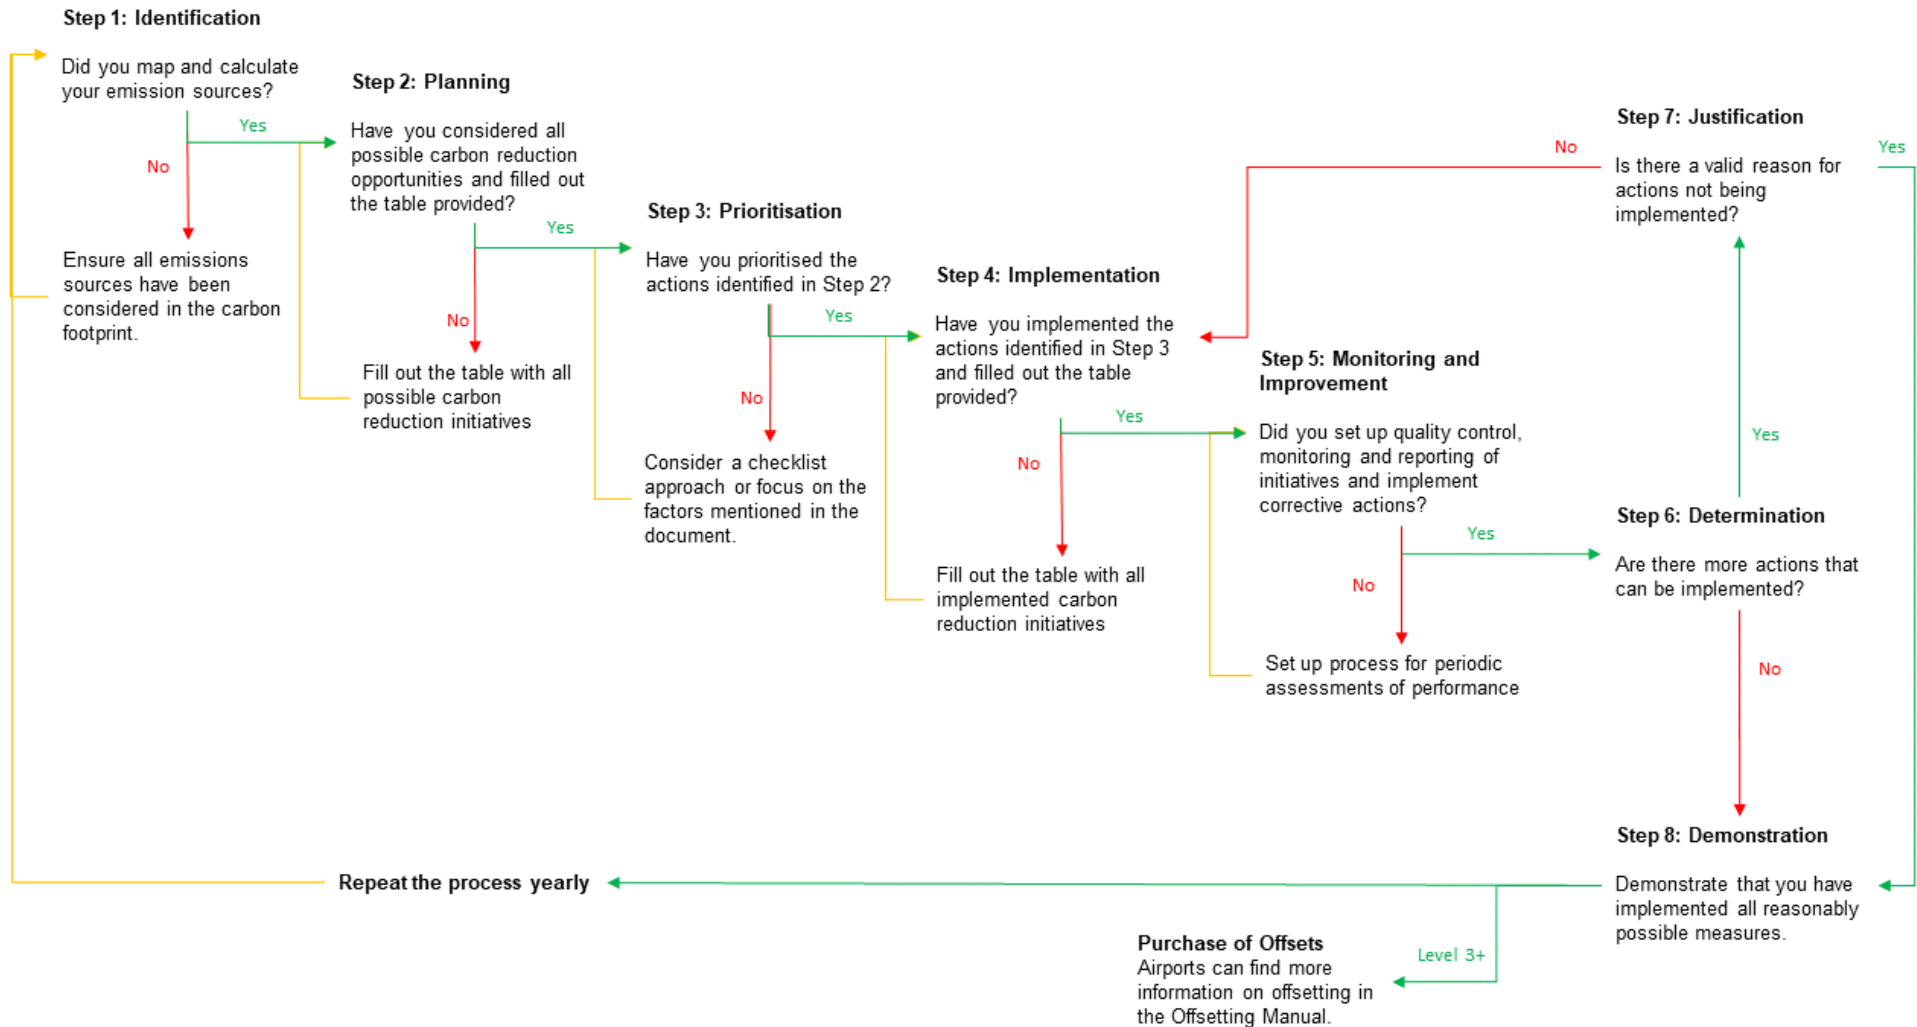 Step 1: Identification
Did you map and calculate
your emission sources?
Yes
No
Ensure all emissions
sources have been
considered in the carbon
footprint.
Step 2: Planning
Have you considered all
possible carbon reduction
opportunities and filled out
the table provided?
Yes
No
Fill out the table with all
possible carbon
reduction initiatives
Step 3: Prioritisation
Have you prioritised the
actions identified in Step 2?
Yes
No
Consider a checklist
approach or focus on the
factors mentioned in the
document.
Step 4: Implementation
Have you implemented the
actions identified in Step 3
and filled out the table
provided?
Yes
No
Fill out the table with all
implemented carbon
reduction initiatives
Step 5: Monitoring and
Improvement
Did you set up quality control,
monitoring and reporting of
initiatives and implement
corrective actions?
Yes
No
Set up process for periodic
assessments of performance
Step 6: Determination
Are there more actions that
can be implemented?
Yes
No
Step 7: Justification
Is there a valid reason for
actions not being
implemented?
No
Yes
Step 8: Demonstration
Demonstrate that you have
implemented all reasonably
possible measures.
Repeat the process yearly
Level 3+
Purchase of Offsets
Airports can find more
information on offsetting in
the Offsetting Manual.